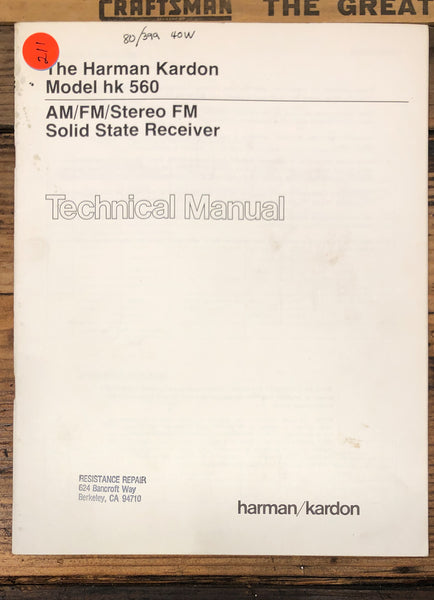 CRAFTSMAN THE GREAT
80/399 40W
211
The Harman Kardon
Model hk 560
AM/FM/Stereo FM
Solid State Receiver
Technical Manual
RESISTANCE REPAIR
624 Bancroft Way
Berkeley, CA 94710
harman/kardon